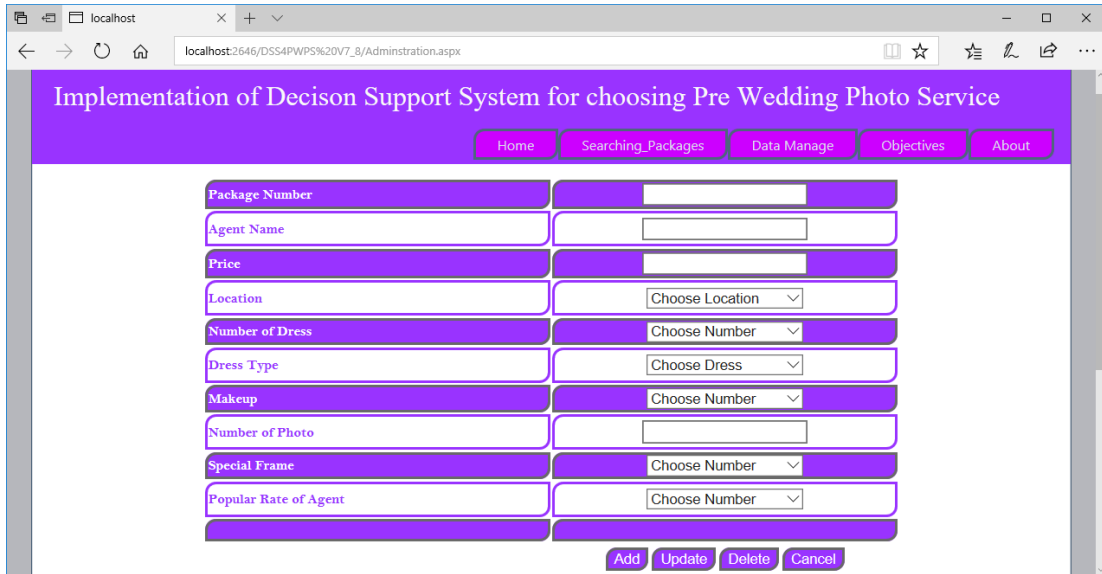 localhost
localhost:2646/DSS4PWPS%20V7_8/Adminstration.aspx
Implementation of Decison Support System for choosing Pre Wedding Photo Service
Home Searching_Packages Data Manage Objectives About
Package Number
Agent Name
Price
Location Choose Location
Number of Dress Choose Number
Dress Type Choose Dress
Makeup Choose Number
Number of Photo
Special Frame Choose Number
Popular Rate of Agent Choose Number
Add Update Delete Cancel